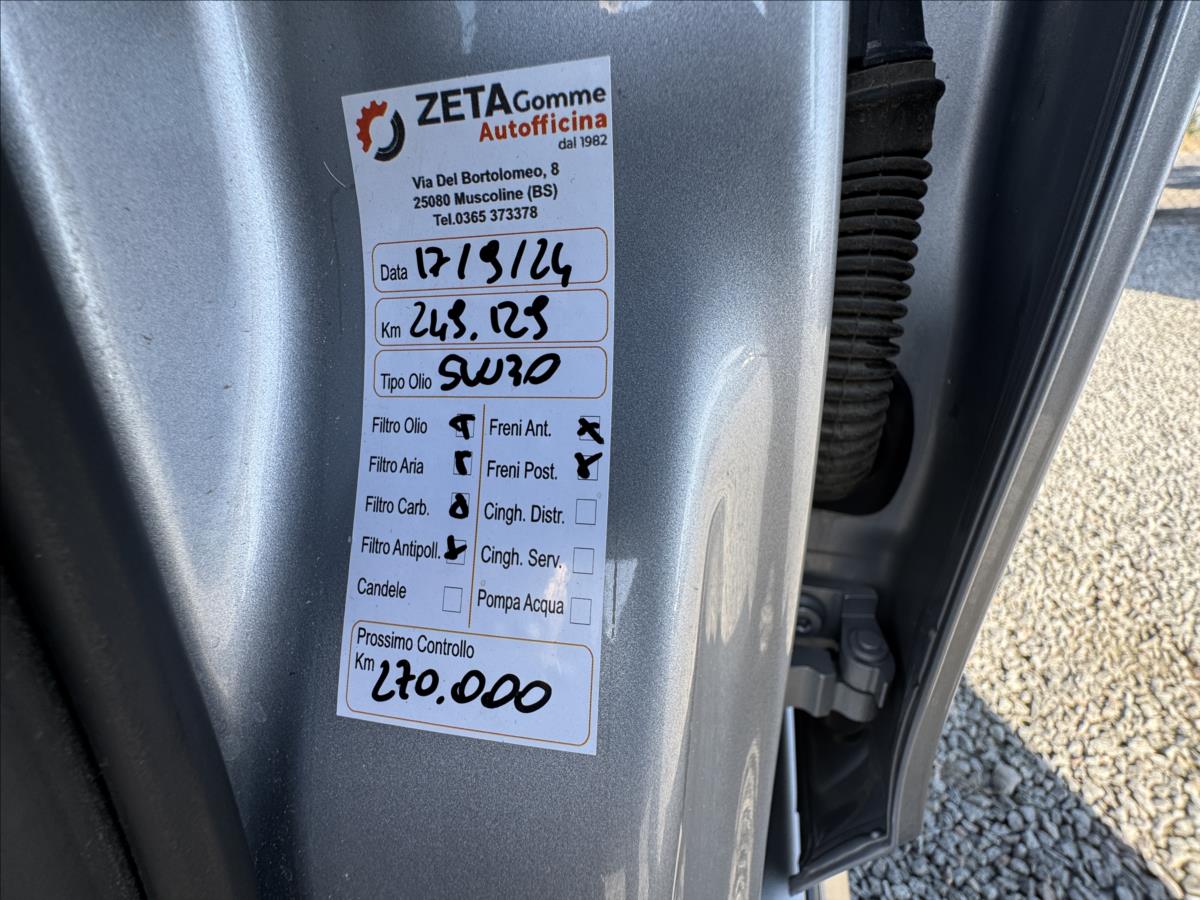 ZETA Gomme
Autofficina
dal 1982
Via Del Bortolomeo, 8
25080 Muscoline (BS)
Tel.0365 373378
Data 17/9/24
Km 249.129
Tipo Olio 5W30
Filtro Olio
Freni Ant.
Filtro Aria
Freni Post.
Filtro Carb.
Cingh. Distr.
Filtro Antipoll.
Cingh. Serv.
Candele
Pompa Acqua
Prossimo Controllo
Km 270.000